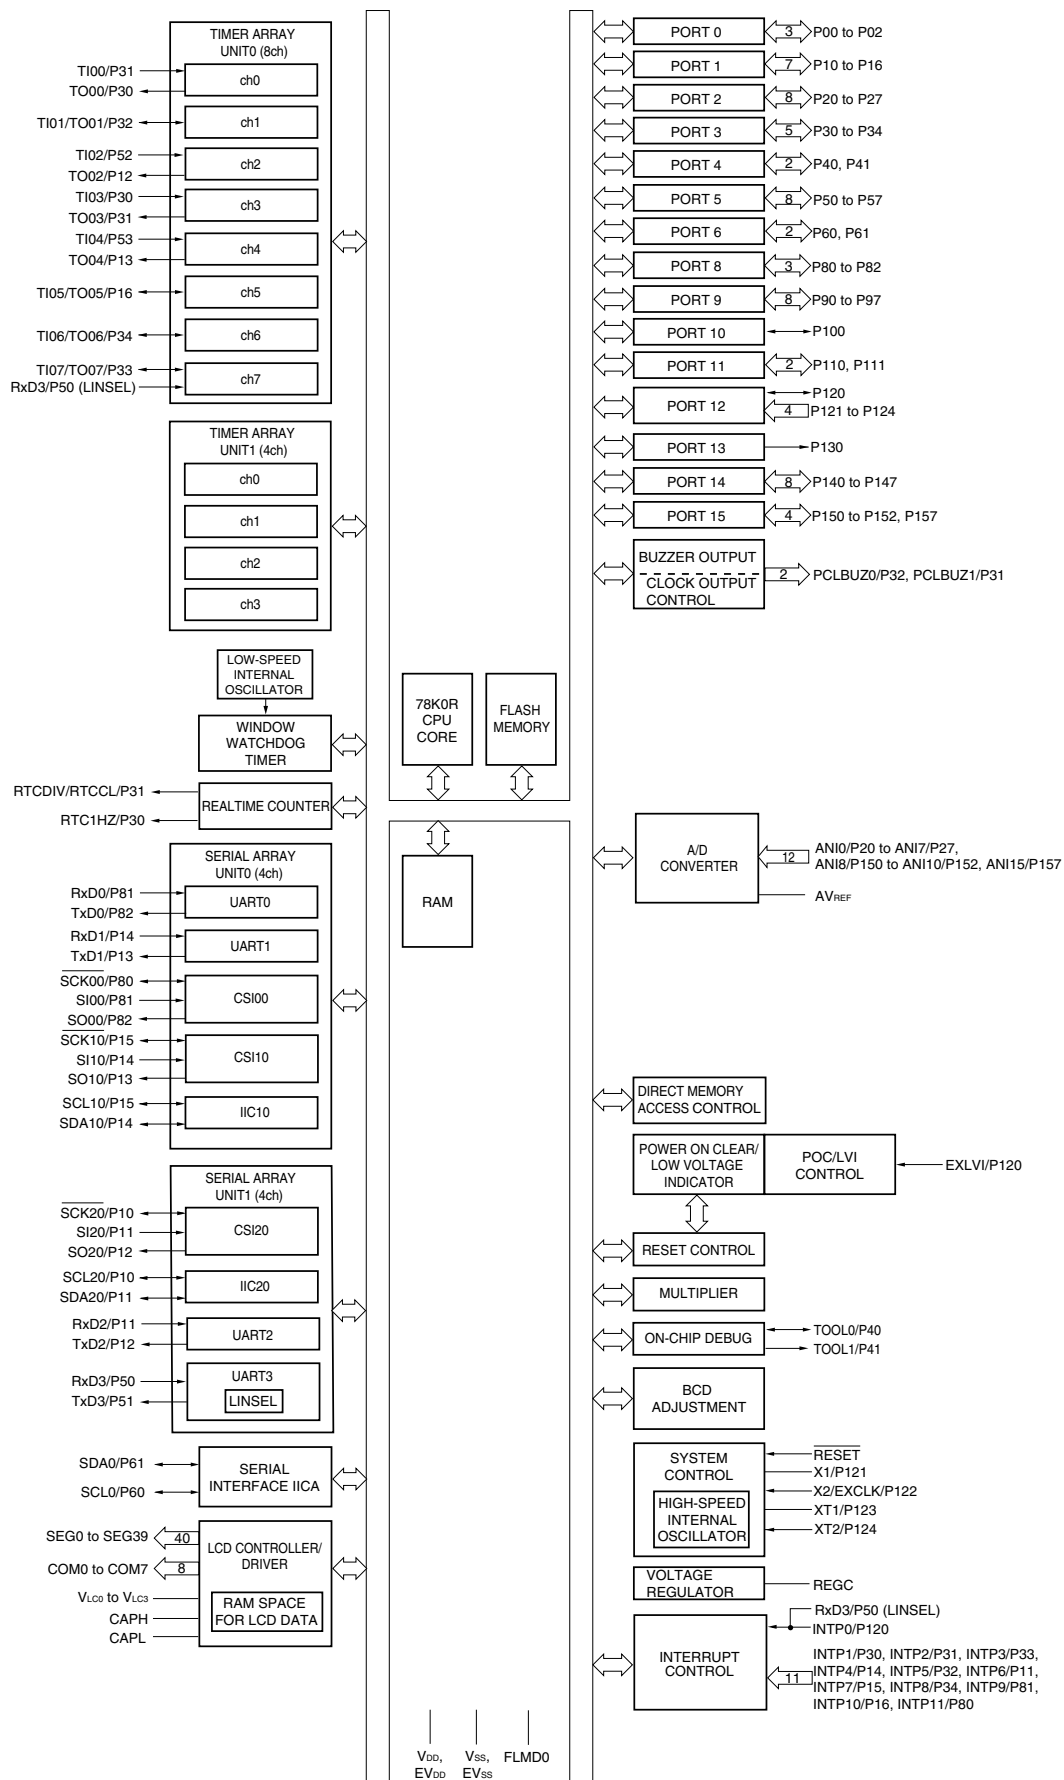 TIMER ARRAY
UNIT0 (8ch)
TI00/P31
TO00/P30
ch0
TI01/TO01/P32
ch1
TI02/P52
TO02/P12
ch2
TI03/P30
TO03/P31
ch3
TI04/P53
TO04/P13
ch4
TI05/TO05/P16
ch5
TI06/TO06/P34
ch6
TI07/TO07/P33
RxD3/P50 (LINSEL)
ch7
TIMER ARRAY
UNIT1 (4ch)
ch0
ch1
ch2
ch3
LOW-SPEED
INTERNAL
OSCILLATOR
WINDOW
WATCHDOG
TIMER
RTCDIV/RTCCL/P31
RTC1HZ/P30
REALTIME COUNTER
SERIAL ARRAY
UNIT0 (4ch)
RxD0/P81
TxD0/P82
UART0
RxD1/P14
TxD1/P13
UART1
SCK00/P80
SI00/P81
SO00/P82
CSI00
SCK10/P15
SI10/P14
SO10/P13
CSI10
SCL10/P15
SDA10/P14
IIC10
SERIAL ARRAY
UNIT1 (4ch)
SCK20/P10
SI20/P11
SO20/P12
CSI20
SCL20/P10
SDA20/P11
IIC20
RxD2/P11
TxD2/P12
UART2
RxD3/P50
TxD3/P51
UART3
LINSEL
SDA0/P61
SCL0/P60
SERIAL
INTERFACE IICA
SEG0 to SEG39
40
COM0 to COM7
8
VLC0 to VLC3
CAPH
CAPL
LCD CONTROLLER/
DRIVER
RAM SPACE
FOR LCD DATA
78K0R
CPU
CORE
FLASH
MEMORY
RAM
VDD,
EVDD
VSS,
EVSS
FLMD0
PORT 0
3
P00 to P02
PORT 1
7
P10 to P16
PORT 2
8
P20 to P27
PORT 3
5
P30 to P34
PORT 4
2
P40, P41
PORT 5
8
P50 to P57
PORT 6
2
P60, P61
PORT 8
3
P80 to P82
PORT 9
8
P90 to P97
PORT 10
P100
PORT 11
2
P110, P111
PORT 12
P120
4
P121 to P124
PORT 13
P130
PORT 14
8
P140 to P147
PORT 15
4
P150 to P152, P157
BUZZER OUTPUT
CLOCK OUTPUT
CONTROL
2
PCLBUZ0/P32, PCLBUZ1/P31
A/D
CONVERTER
12
ANI0/P20 to ANI7/P27,
ANI8/P150 to ANI10/P152, ANI15/P157
AVREF
DIRECT MEMORY
ACCESS CONTROL
POWER ON CLEAR/
LOW VOLTAGE
INDICATOR
POC/LVI
CONTROL
EXLVI/P120
RESET CONTROL
MULTIPLIER
ON-CHIP DEBUG
TOOL0/P40
TOOL1/P41
BCD
ADJUSTMENT
SYSTEM
CONTROL
HIGH-SPEED
INTERNAL
OSCILLATOR
RESET
X1/P121
X2/EXCLK/P122
XT1/P123
XT2/P124
VOLTAGE
REGULATOR
REGC
INTERRUPT
CONTROL
RxD3/P50 (LINSEL)
INTP0/P120
11
INTP1/P30, INTP2/P31, INTP3/P33,
INTP4/P14, INTP5/P32, INTP6/P11,
INTP7/P15, INTP8/P34, INTP9/P81,
INTP10/P16, INTP11/P80